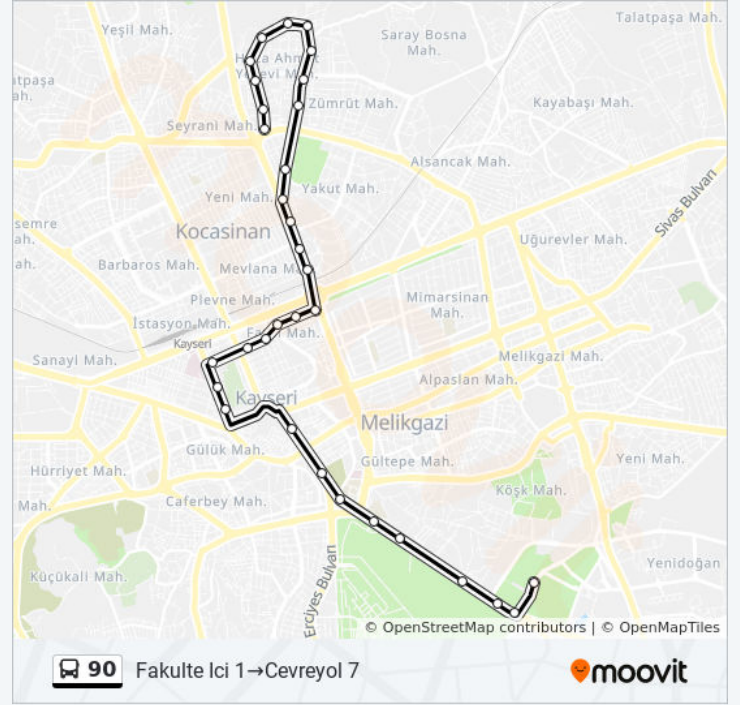 Yeşil Mah.
Talatpaşa Mah.
Saray Bosna
Mah.
Mah.
Zümrüt Mah.
Kayabaşı Mah.
Seyrani Mah.
Alsancak Mah.
Yeni Mah.
Yakut Mah.
Sivas Bulvarı
Kocasinan
Uğurevler Mah.
Barbaros Mah.
Mevlana
Plevne Mah.
Mimarsinan
Mah.
İstasyon Mah.
Mah.
Kayseri
Sanayi Mah.
Melikgazi Mah.
Alpaslan Mah.
Kayseri
Melikgazi
Gülük Mah.
Gültepe Mah.
Yeni Mah.
Hürriyet Mah.
Köşk Mah.
Mah.
Caferbey Mah.
Erciyes Bulvarı
Yenidoğan
Küçükali Mah.
© OpenStreetMap contributors | © OpenMapTiles
90 Fakulte Ici 1→Cevreyol 7
moovit